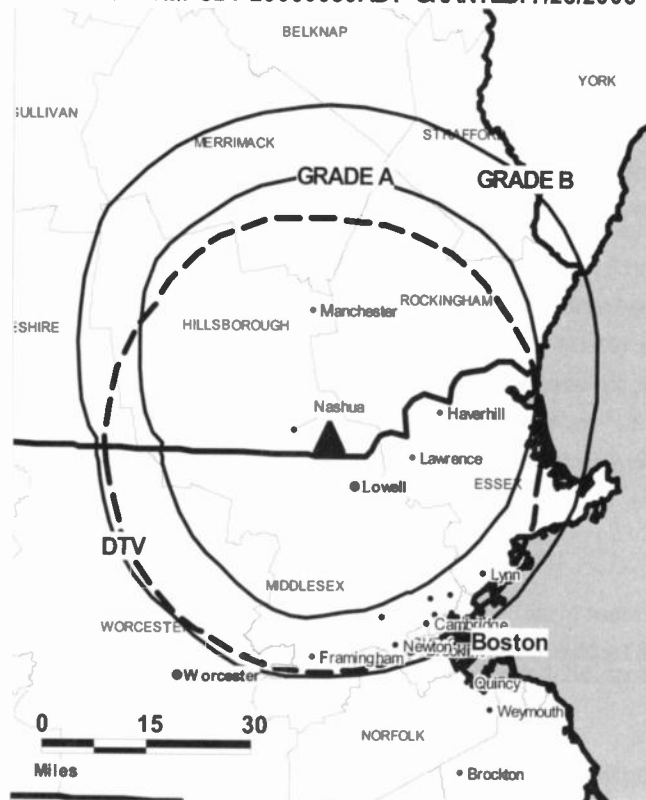 BELKNAP
YORK
SULLIVAN
MERRIMACK
STRAFFORD
GRADE A
GRADE B
Manchester
ROCKINGHAM
ESHIRE
HILLSBOROUGH
Nashua
Haverhill
Lawrence
Lowell
ESSEX
DTV
Lynn
MIDDLESEX
WORCESTER
Cambridge
Newton
Boston
Framingham
Worcester
Quincy
Weymouth
0 15 30
NORFOLK
Miles
Brockton